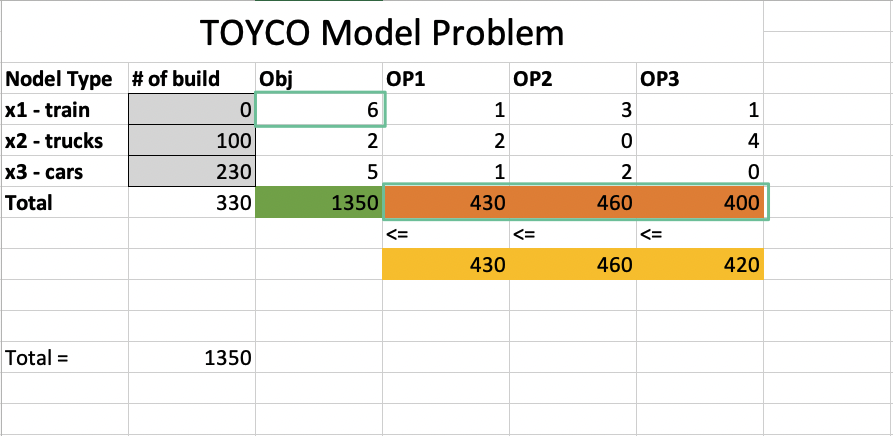 TOYCO Model Problem
Nodel Type # of build Obj OP1 OP2 OP3
x1 - train 0 6 1 3 1
x2 - trucks 100 2 2 0 4
x3 - cars 230 5 1 2 0
Total 330 1350 430 460 400
<= <= <=
430 460 420
Total = 1350